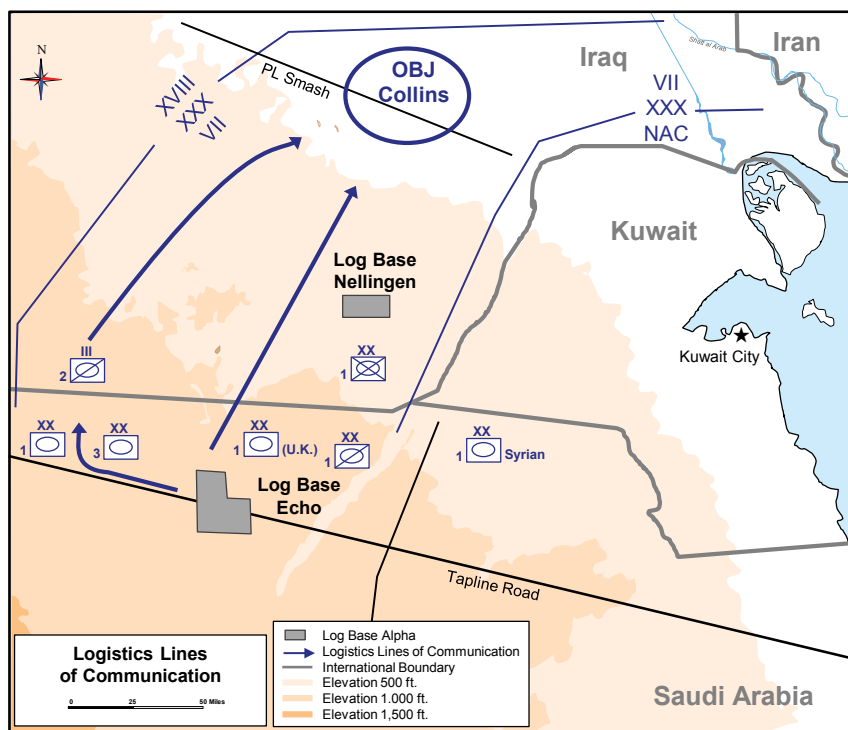 N
PL Smash
OBJ
Collins
Iraq
Iran
Shatt al Arab
XVIII
XXX
VII
VII
XXX
NAC
Kuwait
Log Base
Nellingen
Kuwait City
III
2
XX
1
XX
1
XX
3
XX
1
(U.K.)
XX
1
XX
1
Syrian
Log Base
Echo
Tapline Road
Logistics Lines
of Communication
0
25
50 Miles
Log Base Alpha
Logistics Lines of Communication
International Boundary
Elevation 500 ft.
Elevation 1.000 ft.
Elevation 1,500 ft.
Saudi Arabia